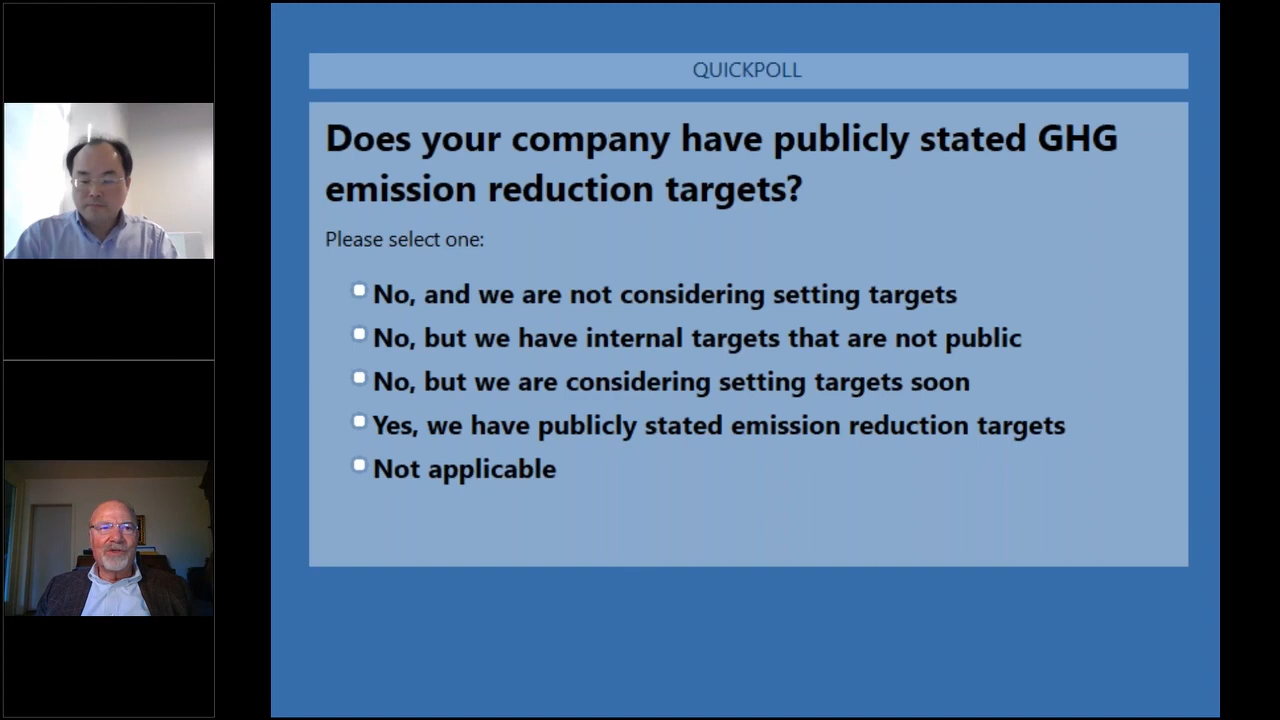 QUICKPOLL
Does your company have publicly stated GHG
emission reduction targets?
Please select one:
No, and we are not considering setting targets
No, but we have internal targets that are not public
No, but we are considering setting targets soon
Yes, we have publicly stated emission reduction targets
Not applicable